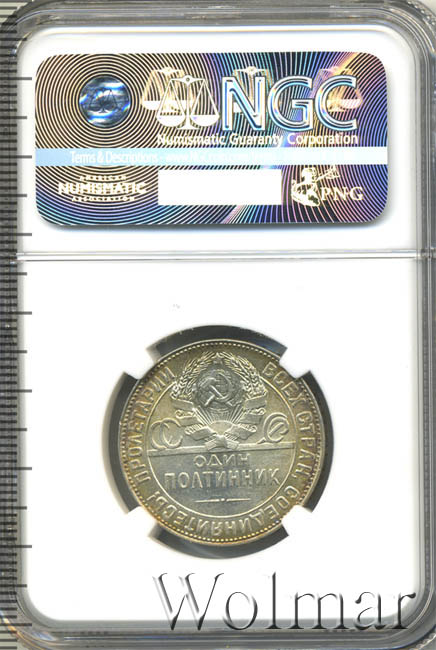 NGC
Numismatic Guaranty Corporation
Terms & Descriptions
AMERICAN
NUMISMATIC
ASSOCIATION
PNG
ПРОЛЕТАРИИ ВСЕХ СТРАН, СОЕДИНЯЙТЕСЬ!
ОДИН
ПОЛТИННИК
Wolmar